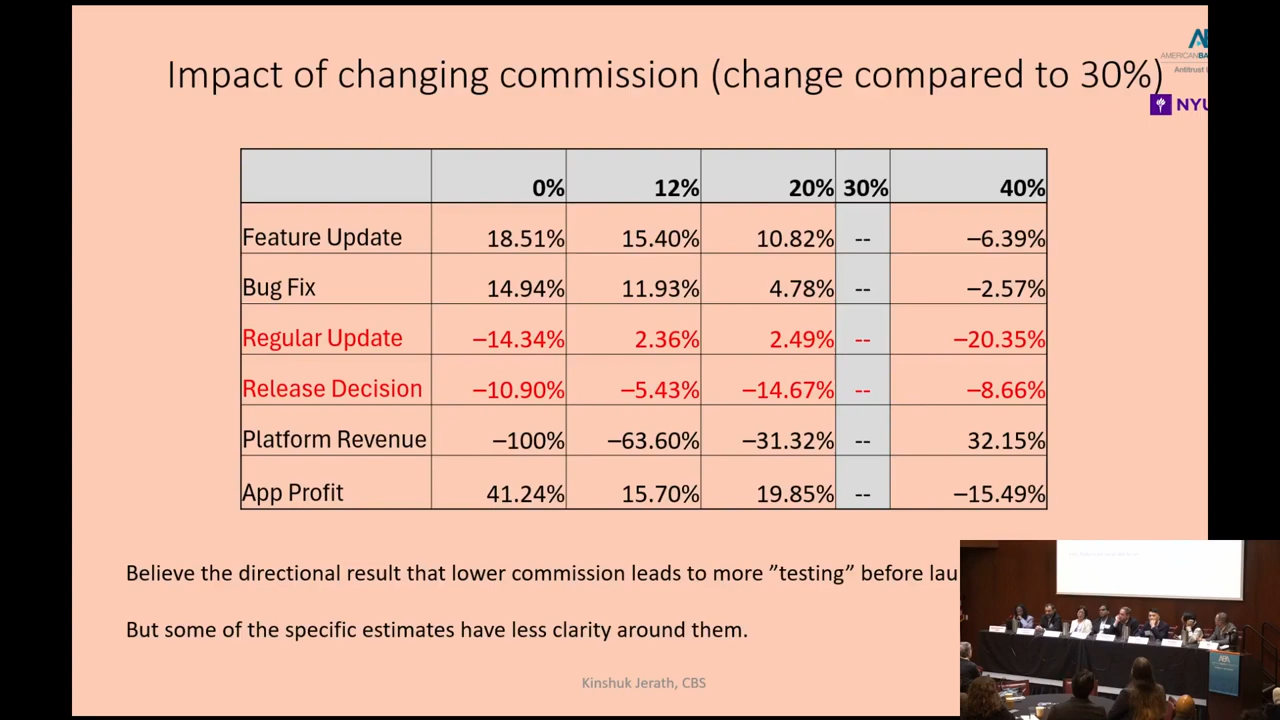 Impact of changing commission (change compared to 30%)
AMERICAN
Antitrust
NYU
0% 12% 20% 30% 40%
Feature Update 18.51% 15.40% 10.82% -- –6.39%
Bug Fix 14.94% 11.93% 4.78% -- –2.57%
Regular Update –14.34% 2.36% 2.49% -- –20.35%
Release Decision –10.90% –5.43% –14.67% -- –8.66%
Platform Revenue –100% –63.60% –31.32% -- 32.15%
App Profit 41.24% 15.70% 19.85% -- –15.49%
Believe the directional result that lower commission leads to more ”testing” before lau
But some of the specific estimates have less clarity around them.
Kinshuk Jerath, CBS
ABA